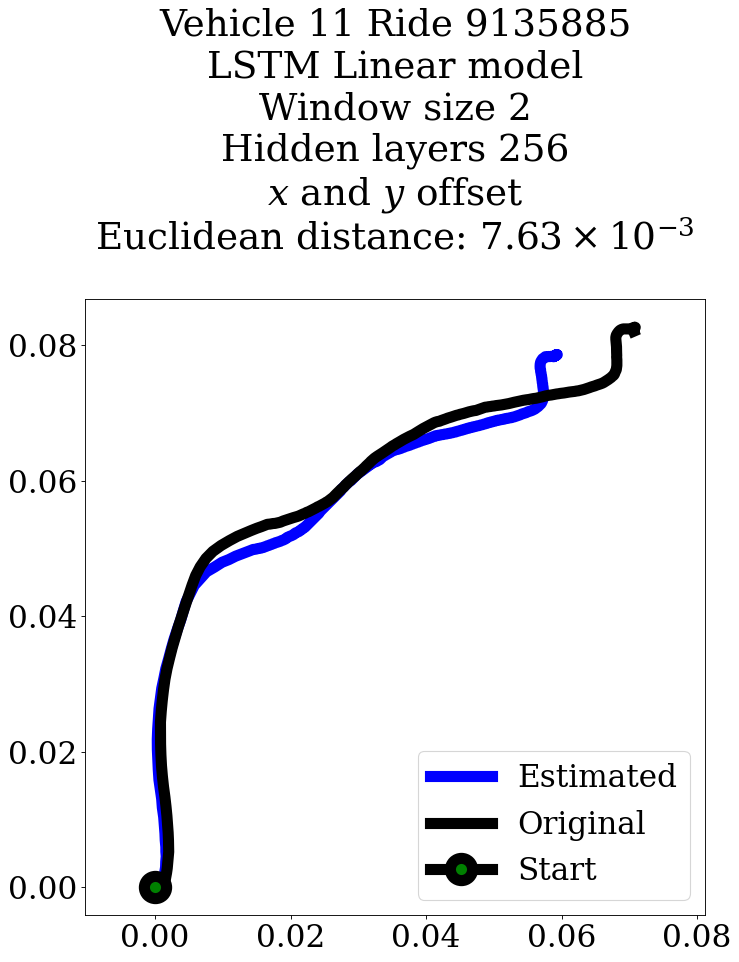 Vehicle 11 Ride 9135885
LSTM Linear model
Window size 2
Hidden layers 256
x and y offset
Euclidean distance: 7.63 × 10⁻³
0.08
0.06
0.04
0.02
0.00
Estimated
Original
Start
0.00 0.02 0.04 0.06 0.08